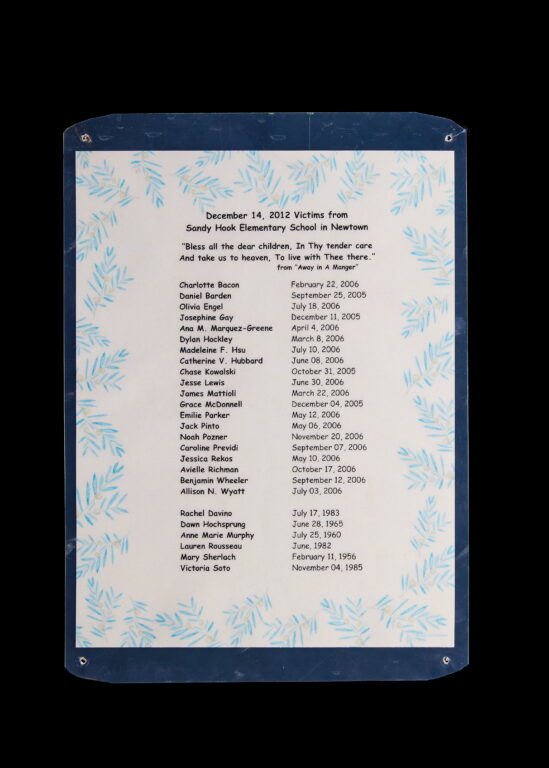 December 14, 2012 Victims from
Sandy Hook Elementary School in Newtown
"Bless all the dear children, In Thy tender care
And take us to heaven, To live with Thee there."
from "Away in A Manger"
Charlotte Bacon February 22, 2006
Daniel Barden September 25, 2005
Olivia Engel July 18, 2006
Josephine Gay December 11, 2005
Ana M. Marquez-Greene April 4, 2006
Dylan Hockley March 8, 2006
Madeleine F. Hsu July 10, 2006
Catherine V. Hubbard June 08, 2006
Chase Kowalski October 31, 2005
Jesse Lewis June 30, 2006
James Mattioli March 22, 2006
Grace McDonnell December 04, 2005
Emilie Parker May 12, 2006
Jack Pinto May 06, 2006
Noah Pozner November 20, 2006
Caroline Previdi September 07, 2006
Jessica Rekos May 10, 2006
Avielle Richman October 17, 2006
Benjamin Wheeler September 12, 2006
Allison N. Wyatt July 03, 2006
Rachel Davino July 17, 1983
Dawn Hochsprung June 28, 1965
Anne Marie Murphy July 25, 1960
Lauren Rousseau June, 1982
Mary Sherlach February 11, 1956
Victoria Soto November 04, 1985